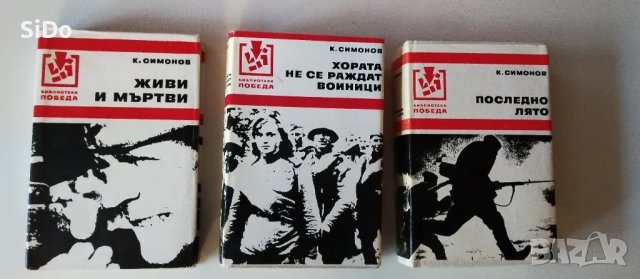 SiDo
К. СИМОНОВ
ЖИВИ
И МЪРТВИ
БИБЛИОТЕКА
ПОБЕДА
К. СИМОНОВ
ХОРАТА
НЕ СЕ РАЖДАТ
ВОИНИЦИ
БИБЛИОТЕКА
ПОБЕДА
К. СИМОНОВ
ПОСЛЕДНО
ЛЯТО
БИБЛИОТЕКА
ПОБЕДА
BAZAR